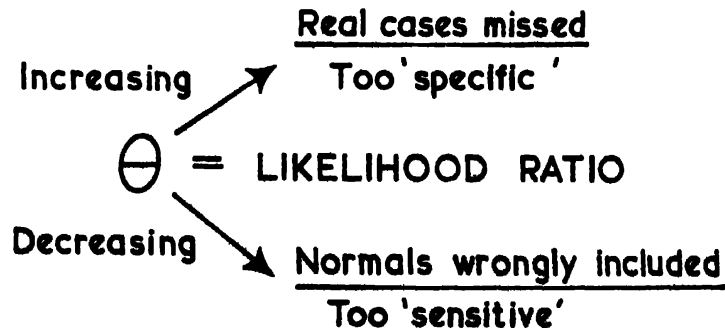 Real cases missed
Increasing
Too 'specific'
θ = LIKELIHOOD RATIO
Decreasing
Normals wrongly included
Too 'sensitive'